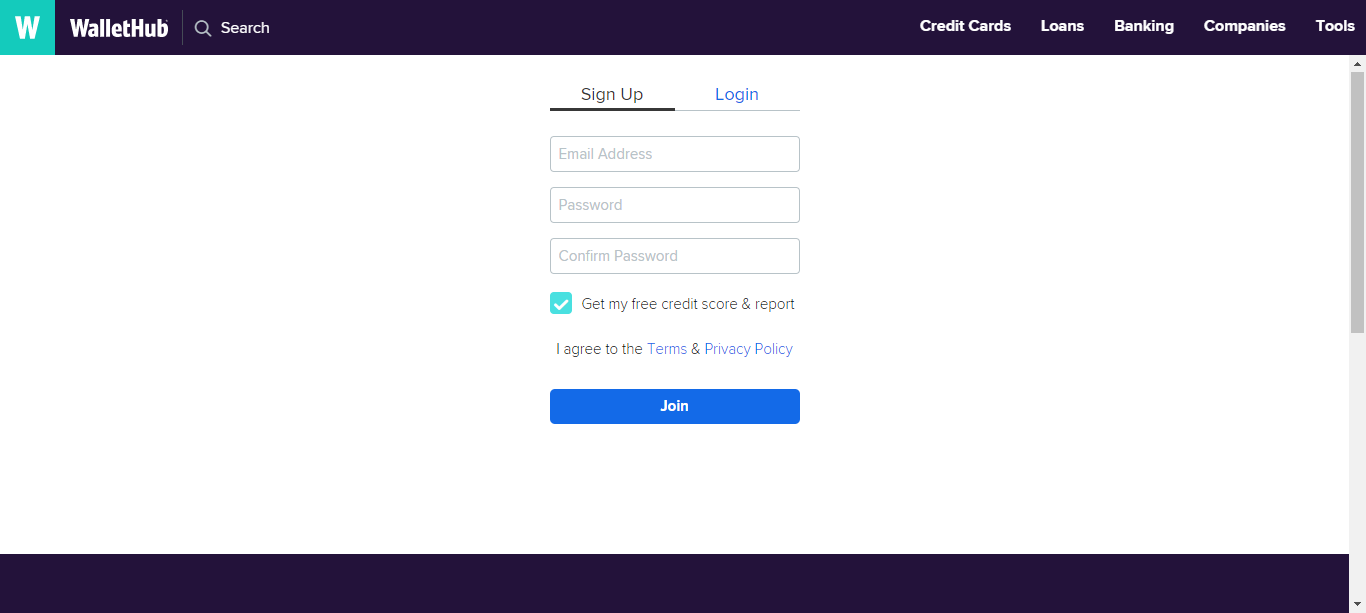 W WalletHub Search Credit Cards Loans Banking Companies Tools
Sign Up Login
Email Address
Password
Confirm Password
Get my free credit score & report
I agree to the Terms & Privacy Policy
Join